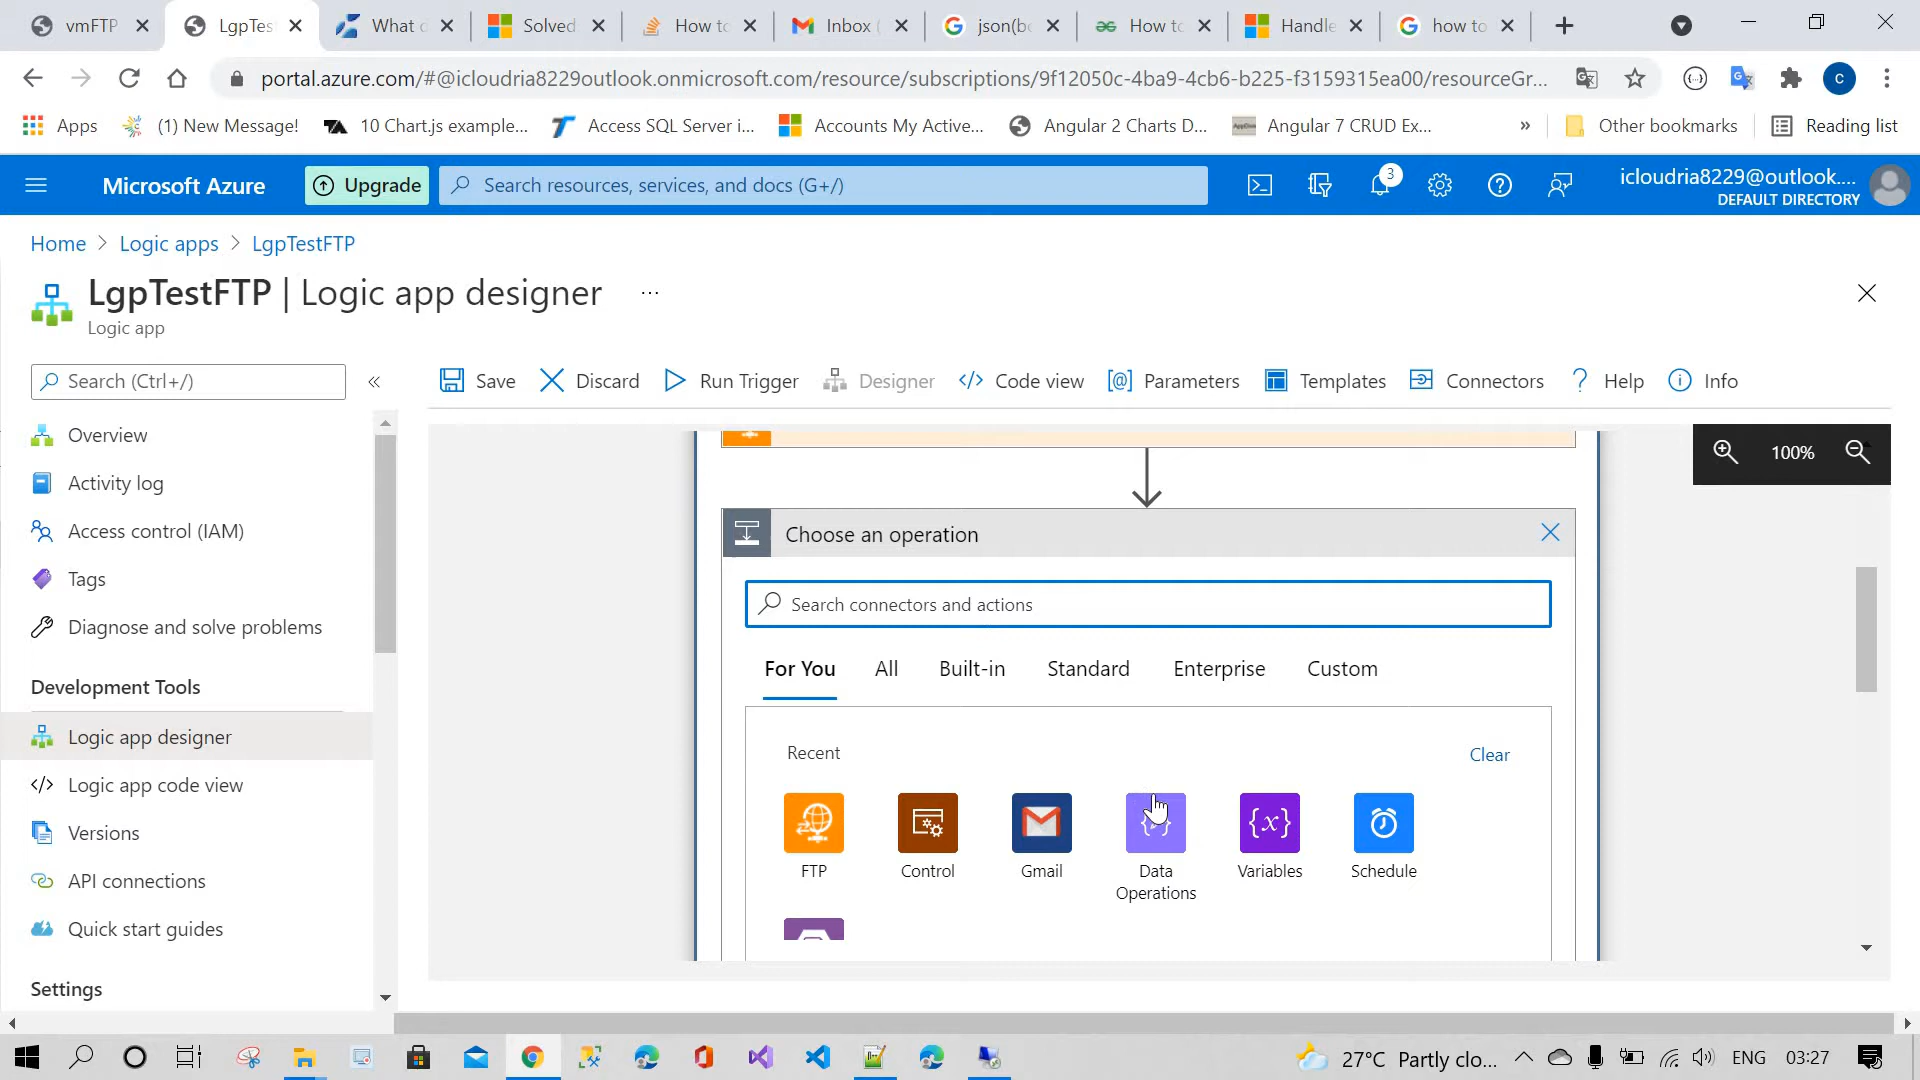 vmFTP
LgpTes
What d
Solved
How to
Inbox (
json(b
How to
Handle
how to
portal.azure.com/#@icloudria8229outlook.onmicrosoft.com/resource/subscriptions/9f12050c-4ba9-4cb6-b225-f3159315ea00/resourceGr...
c
Apps
(1) New Message!
10 Chart.js example...
Access SQL Server i...
Accounts My Active...
Angular 2 Charts D...
Angular 7 CRUD Ex...
»
Other bookmarks
Reading list
Microsoft Azure
Upgrade
Search resources, services, and docs (G+/)
3
icloudria8229@outlook....
DEFAULT DIRECTORY
Home > Logic apps > LgpTestFTP
LgpTestFTP | Logic app designer ...
Logic app
Search (Ctrl+/)
«
Save
Discard
Run Trigger
Designer
Code view
Parameters
Templates
Connectors
Help
Info
Overview
Activity log
Access control (IAM)
Tags
Diagnose and solve problems
Development Tools
Logic app designer
Logic app code view
Versions
API connections
Quick start guides
Settings
100%
Choose an operation
Search connectors and actions
For You
All
Built-in
Standard
Enterprise
Custom
Recent
Clear
FTP
Control
Gmail
Data Operations
Variables
Schedule
27°C Partly clo...
ENG
03:27